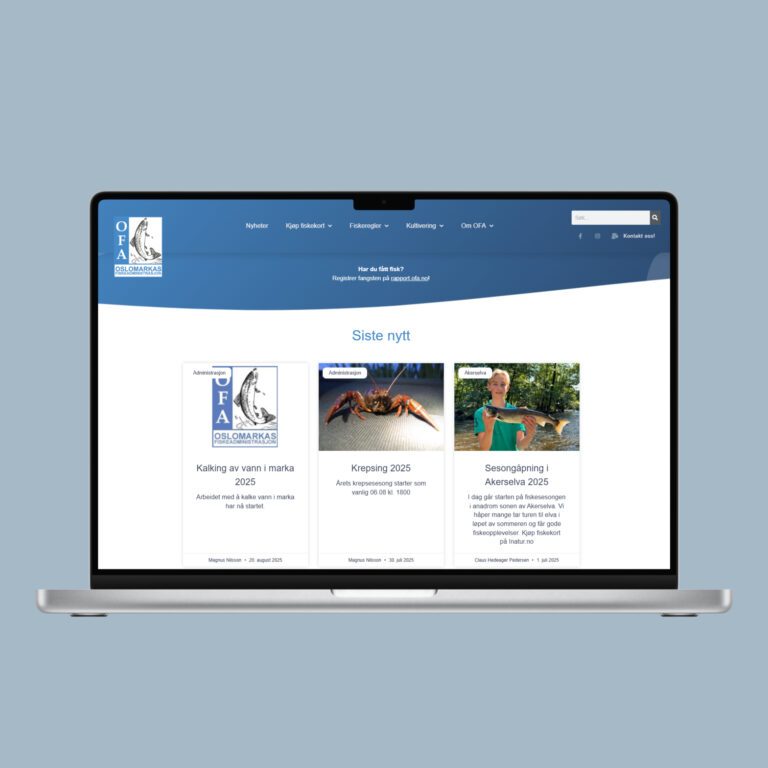 O
F
A
OSLOMARKAS
FISKEADMINISTRASJON
Nyheter Kjøp fiskekort Fiskeregler Kultivering Om OFA
Søk...
Kontakt oss!
Har du fått fisk?
Registrer fangsten på rapport.ofa.no!
Siste nytt
Administrasjon
O
F
A
OSLOMARKAS
FISKEADMINISTRASJON
Kalking av vann i marka
2025
Arbeidet med å kalke vann i marka
har nå startet
Magnus Nilsson • 20. august 2025
Administrasjon
Krepsing 2025
Årets krepsesesong starter som
vanlig 06.08 kl. 1800
Magnus Nilsson • 30. juli 2025
Akerselva
Sesongåpning i
Akerselva 2025
I dag går starten på fiskesesongen
i anadrom sonen av Akerselva. Vi
håper mange tar turen til elva i
løpet av sommeren og får gode
fiskeopplevelser. Kjøp fiskekort
på Inatur.no
Claus Hedeager Pedersen • 1. juli 2025